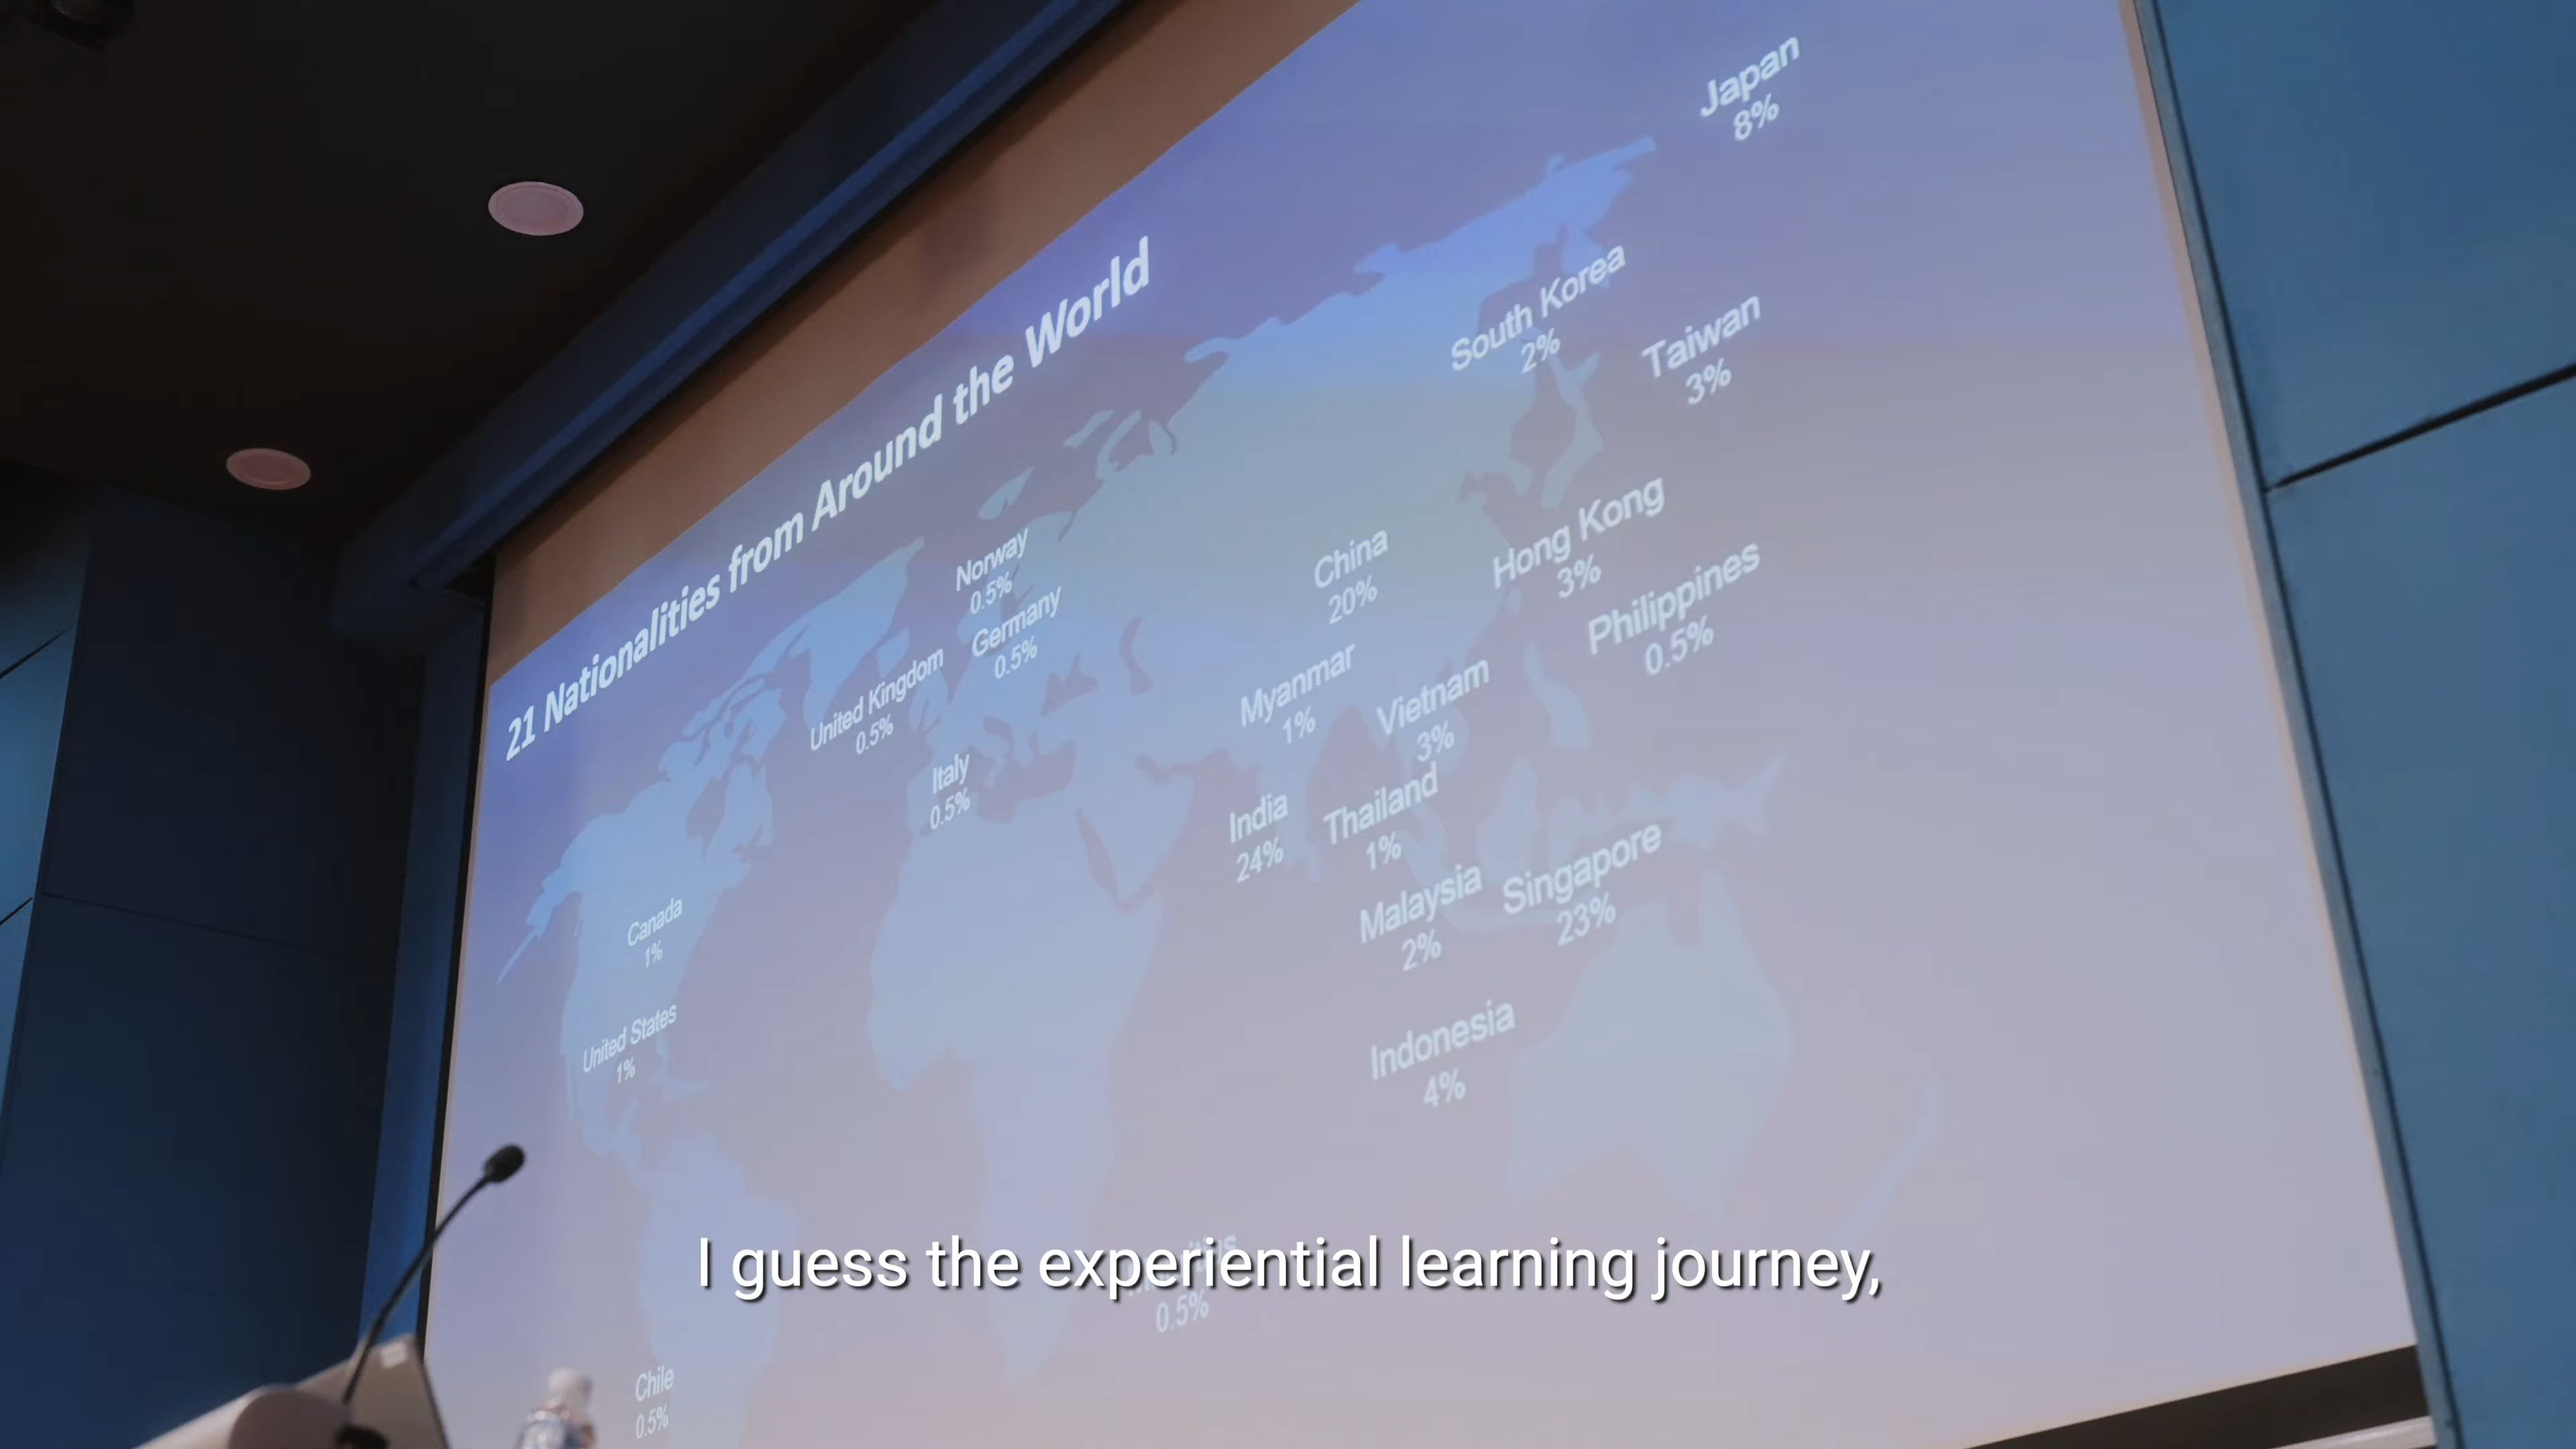 21 Nationalities from Around the World
Japan
8%
South Korea
2%
Taiwan
3%
Norway
0.5%
Germany
0.5%
United Kingdom
0.5%
Italy
0.5%
China
20%
Hong Kong
3%
Philippines
0.5%
Myanmar
1%
Vietnam
3%
India
24%
Thailand
1%
Malaysia
2%
Singapore
23%
Indonesia
4%
Canada
1%
United States
1%
I guess the experiential learning journey,
0.5%
Chile
0.5%